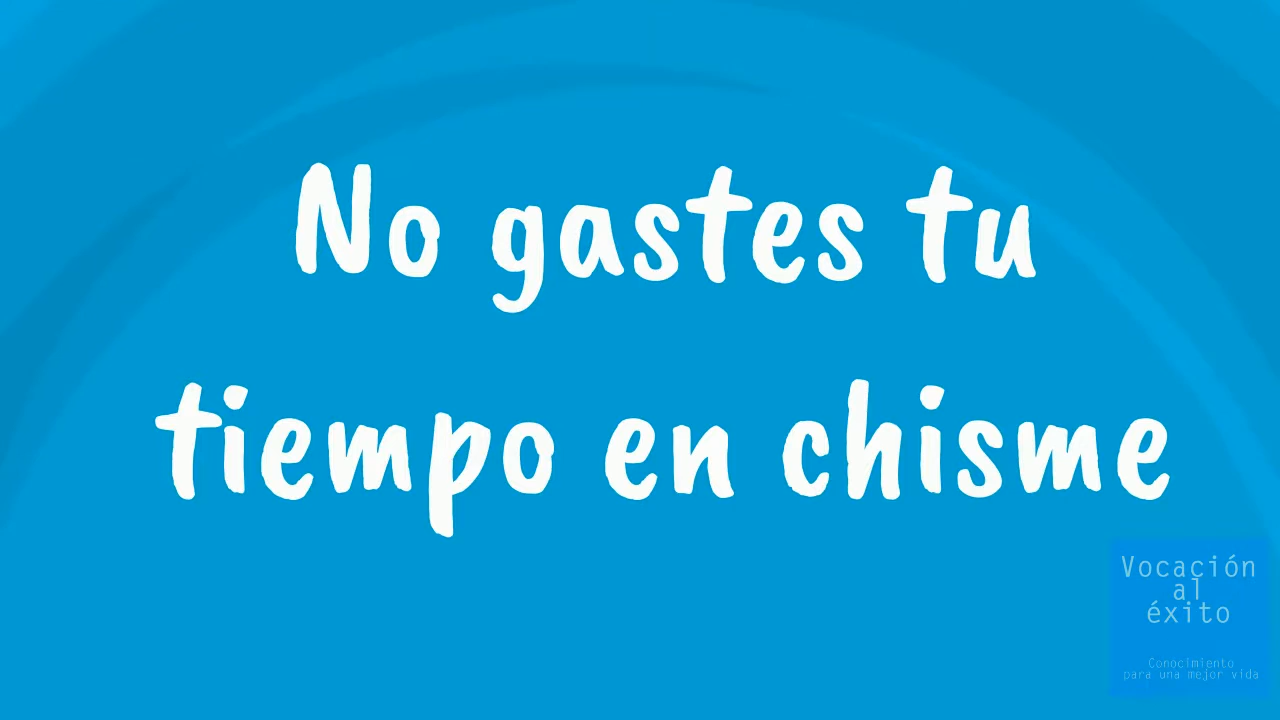 No gastes tu
tiempo en chisme
Vocación
al
éxito
Conocimiento
para una mejor vida